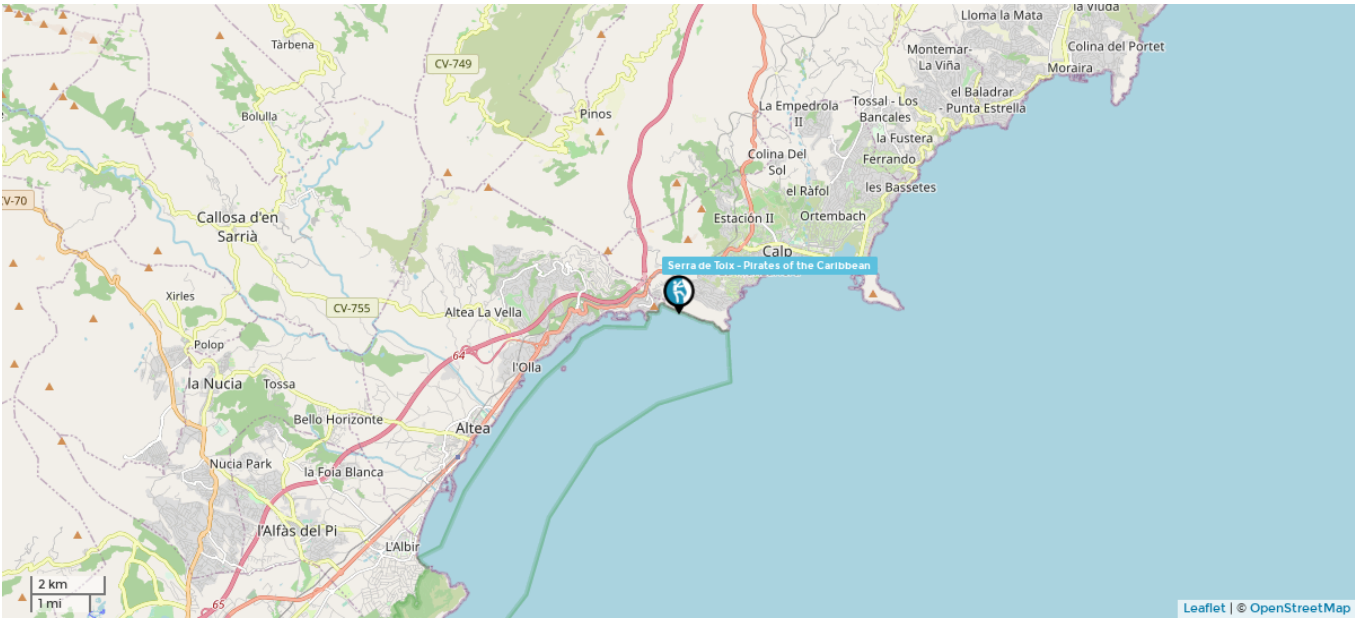 la Viuda
Lloma la Mata
Tàrbena
Colina del Portet
Montemar-
La Viña
CV-749
Moraira
el Baladrar
- Punta Estrella
La Empedrola
II
Tossal - Los
Bancales
Bolulla
Pinos
la Fustera
Colina Del
Sol
Ferrando
el Ràfol
les Bassetes
V-70
Callosa d'en
Sarrià
Estación II
Ortembach
Calp
Serra de Toix - Pirates of the Caribbean
Xirles
CV-755
Altea La Vella
Polop
64
l'Olla
la Nucia
Tossa
Bello Horizonte
Altea
Nucia Park
la Foia Blanca
l'Alfàs del Pi
L'Albir
2 km
1 mi
65
Leaflet | © OpenStreetMap